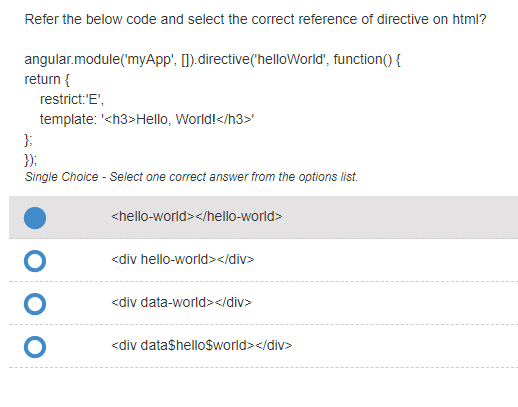 Refer the below code and select the correct reference of directive on html?
angular.module('myApp', []).directive('helloWorld', function() {
return {
restrict:'E',
template: '<h3>Hello, World!</h3>'
};
});
Single Choice - Select one correct answer from the options list.
<hello-world></hello-world>
<div hello-world></div>
<div data-world></div>
<div data$hello$world></div>